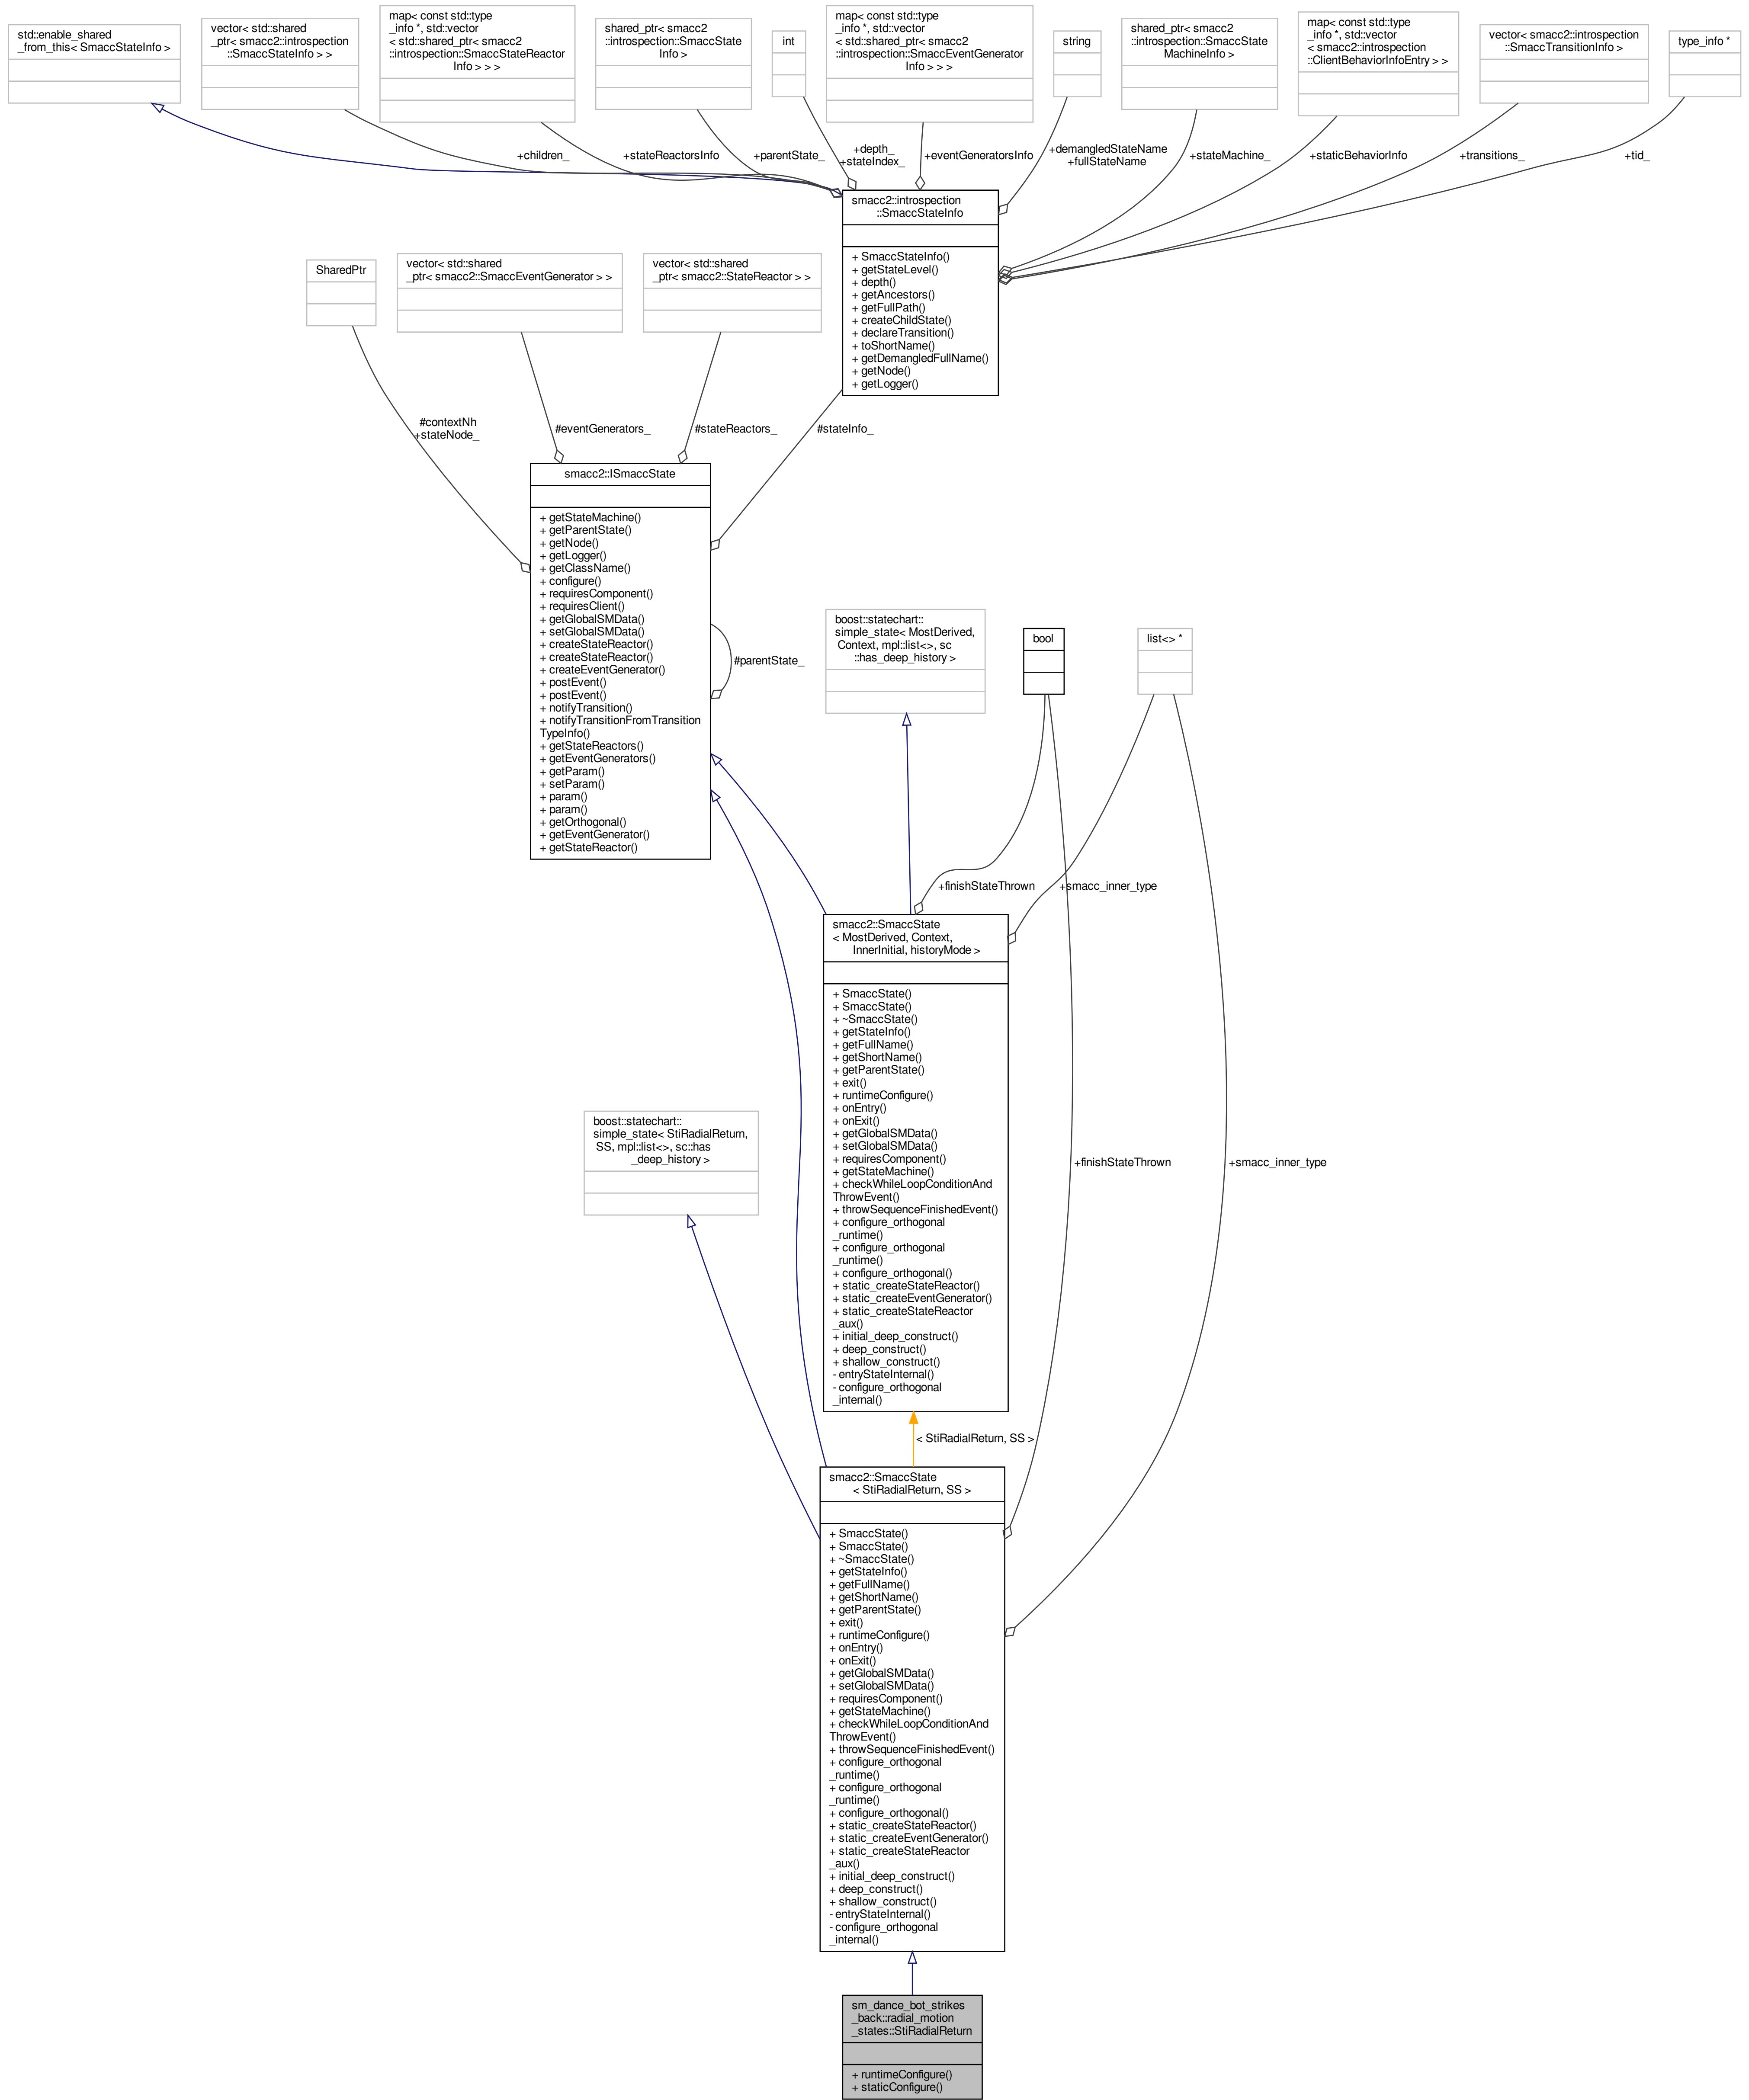 std::enable_shared
_from_this< SmaccStateInfo >
vector< std::shared
_ptr< smacc2::introspection
::SmaccStateInfo > >
map< const std::type
_info *, std::vector
< std::shared_ptr< smacc2
::introspection::SmaccStateReactor
Info > > >
shared_ptr< smacc2
::introspection::SmaccState
Info >
int
map< const std::type
_info *, std::vector
< std::shared_ptr< smacc2
::introspection::SmaccEventGenerator
Info > > >
string
shared_ptr< smacc2
::introspection::SmaccState
MachineInfo >
map< const std::type
_info *, std::vector
< smacc2::introspection
::ClientBehaviorInfoEntry > >
vector< smacc2::introspection
::SmaccTransitionInfo >
type_info *
+children_
+stateReactorsInfo
+parentState_
+depth_
+stateIndex_
+eventGeneratorsInfo
+demangledStateName
+fullStateName
+stateMachine_
+staticBehaviorInfo
+transitions_
+tid_
smacc2::introspection
::SmaccStateInfo
+ SmaccStateInfo()
+ getStateLevel()
+ depth()
+ getAncestors()
+ getFullPath()
+ createChildState()
+ declareTransition()
+ toShortName()
+ getDemangledFullName()
+ getNode()
+ getLogger()
SharedPtr
vector< std::shared
_ptr< smacc2::SmaccEventGenerator > >
vector< std::shared
_ptr< smacc2::StateReactor > >
#contextNh
+stateNode_
#eventGenerators_
#stateReactors_
#stateInfo_
smacc2::ISmaccState
+ getStateMachine()
+ getParentState()
+ getNode()
+ getLogger()
+ getClassName()
+ configure()
+ requiresComponent()
+ requiresClient()
+ getGlobalSMData()
+ setGlobalSMData()
+ createStateReactor()
+ createStateReactor()
+ createEventGenerator()
+ postEvent()
+ postEvent()
+ notifyTransition()
+ notifyTransitionFromTransition
TypeInfo()
+ getStateReactors()
+ getEventGenerators()
+ getParam()
+ setParam()
+ param()
+ param()
+ getOrthogonal()
+ getEventGenerator()
+ getStateReactor()
#parentState_
boost::statechart::
simple_state< MostDerived,
Context, mpl::list<>, sc
::has_deep_history >
bool
list<> *
+finishStateThrown
+smacc_inner_type
smacc2::SmaccState
< MostDerived, Context,
InnerInitial, historyMode >
+ SmaccState()
+ SmaccState()
+ ~SmaccState()
+ getStateInfo()
+ getFullName()
+ getShortName()
+ getParentState()
+ exit()
+ runtimeConfigure()
+ onEntry()
+ onExit()
+ getGlobalSMData()
+ setGlobalSMData()
+ requiresComponent()
+ getStateMachine()
+ checkWhileLoopConditionAnd
ThrowEvent()
+ throwSequenceFinishedEvent()
+ configure_orthogonal
_runtime()
+ configure_orthogonal
_runtime()
+ configure_orthogonal()
+ static_createStateReactor()
+ static_createEventGenerator()
+ static_createStateReactor
_aux()
+ initial_deep_construct()
+ deep_construct()
+ shallow_construct()
- entryStateInternal()
- configure_orthogonal
_internal()
boost::statechart::
simple_state< StiRadialReturn,
SS, mpl::list<>, sc::has
_deep_history >
+finishStateThrown
+smacc_inner_type
< StiRadialReturn, SS >
smacc2::SmaccState
< StiRadialReturn, SS >
+ SmaccState()
+ SmaccState()
+ ~SmaccState()
+ getStateInfo()
+ getFullName()
+ getShortName()
+ getParentState()
+ exit()
+ runtimeConfigure()
+ onEntry()
+ onExit()
+ getGlobalSMData()
+ setGlobalSMData()
+ requiresComponent()
+ getStateMachine()
+ checkWhileLoopConditionAnd
ThrowEvent()
+ throwSequenceFinishedEvent()
+ configure_orthogonal
_runtime()
+ configure_orthogonal
_runtime()
+ configure_orthogonal()
+ static_createStateReactor()
+ static_createEventGenerator()
+ static_createStateReactor
_aux()
+ initial_deep_construct()
+ deep_construct()
+ shallow_construct()
- entryStateInternal()
- configure_orthogonal
_internal()
sm_dance_bot_strikes
_back::radial_motion
_states::StiRadialReturn
+ runtimeConfigure()
+ staticConfigure()